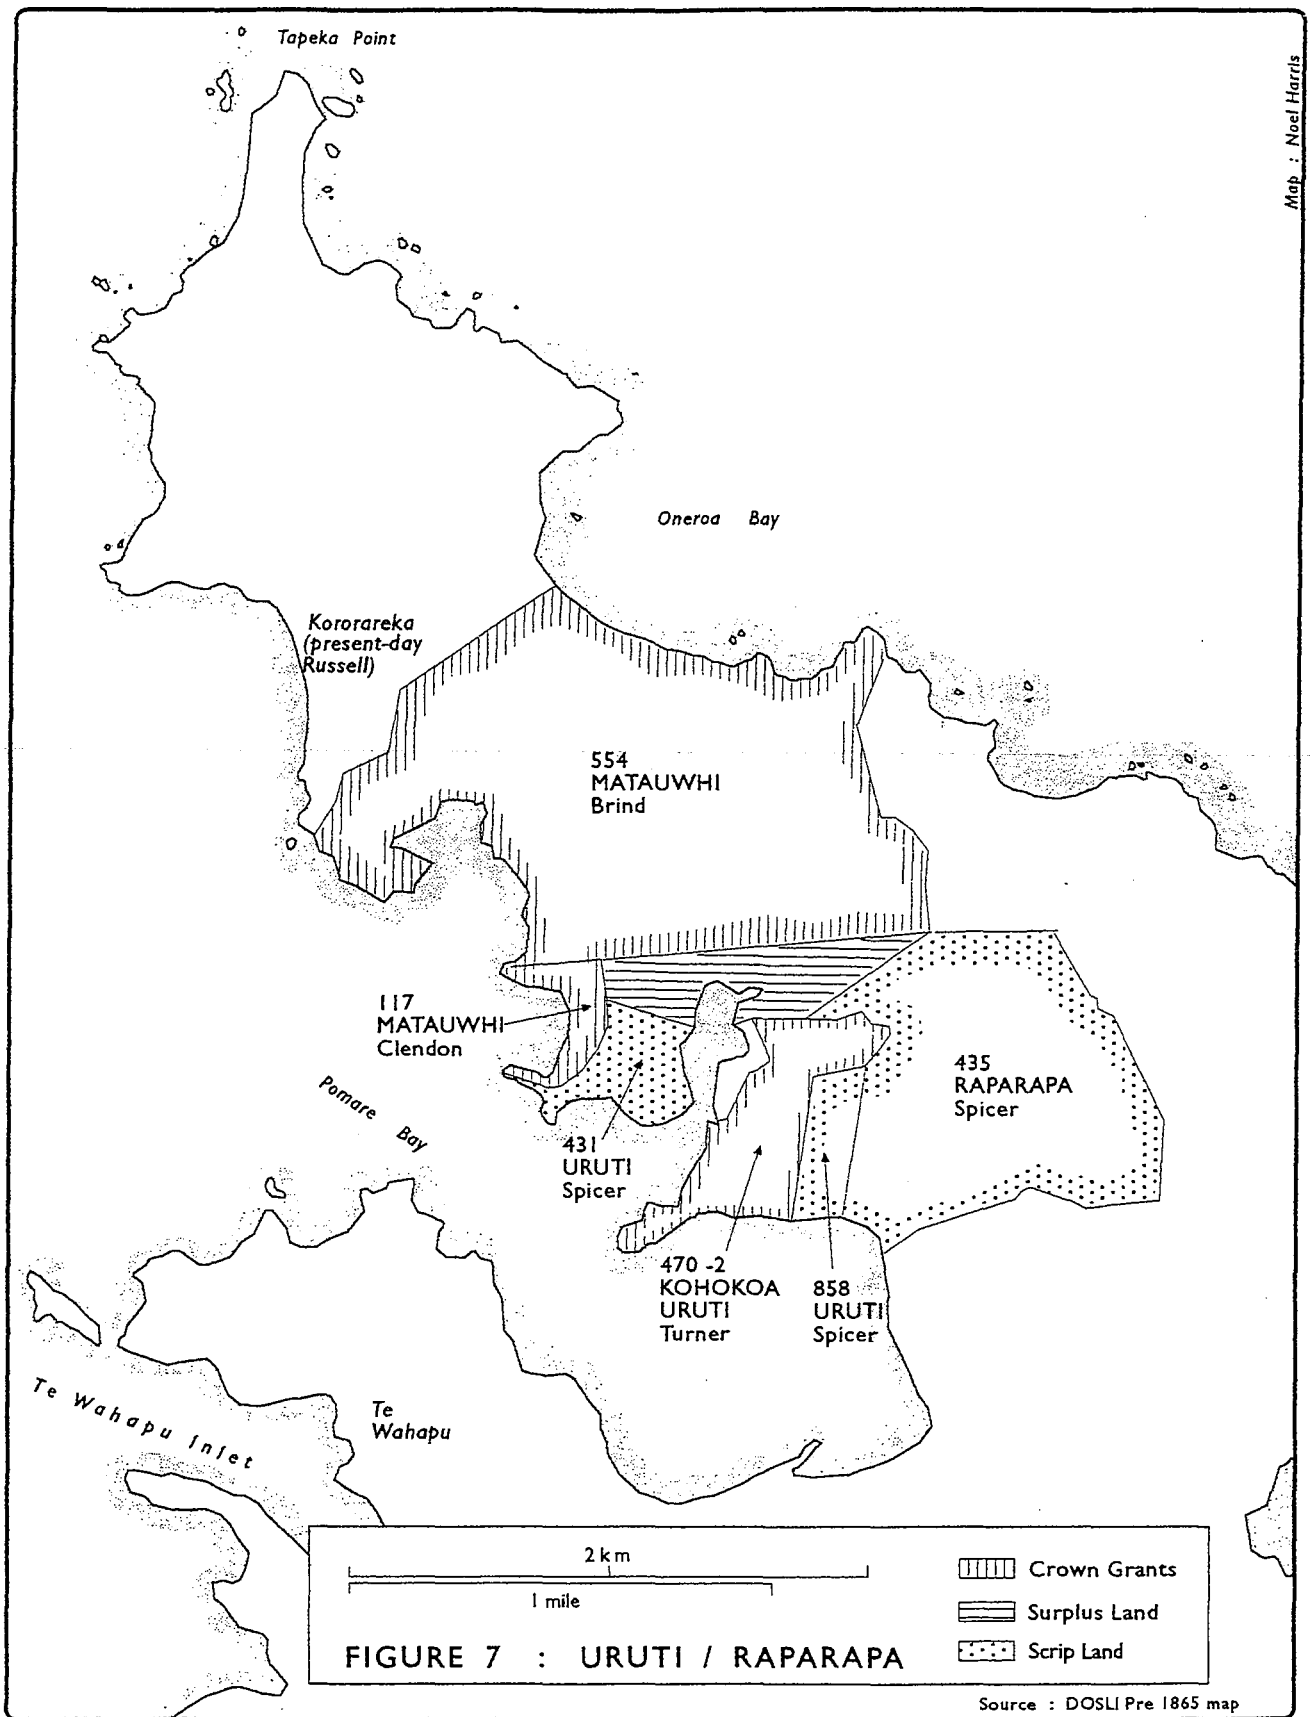 Tapeka Point
Map : Noel Harris
Oneroa Bay
Kororareka
(present-day
Russell)
554
MATAUWHI
Brind
117
MATAUWHI
Clendon
435
RAPARAPA
Spicer
Pomare Bay
431
URUTI
Spicer
470 -2
KOHOKOA
URUTI
Turner
858
URUTI
Spicer
Te Wahapu Inlet
Te
Wahapu
2 km
1 mile
Crown Grants
Surplus Land
Scrip Land
FIGURE 7 : URUTI / RAPARAPA
Source : DOSLI Pre 1865 map